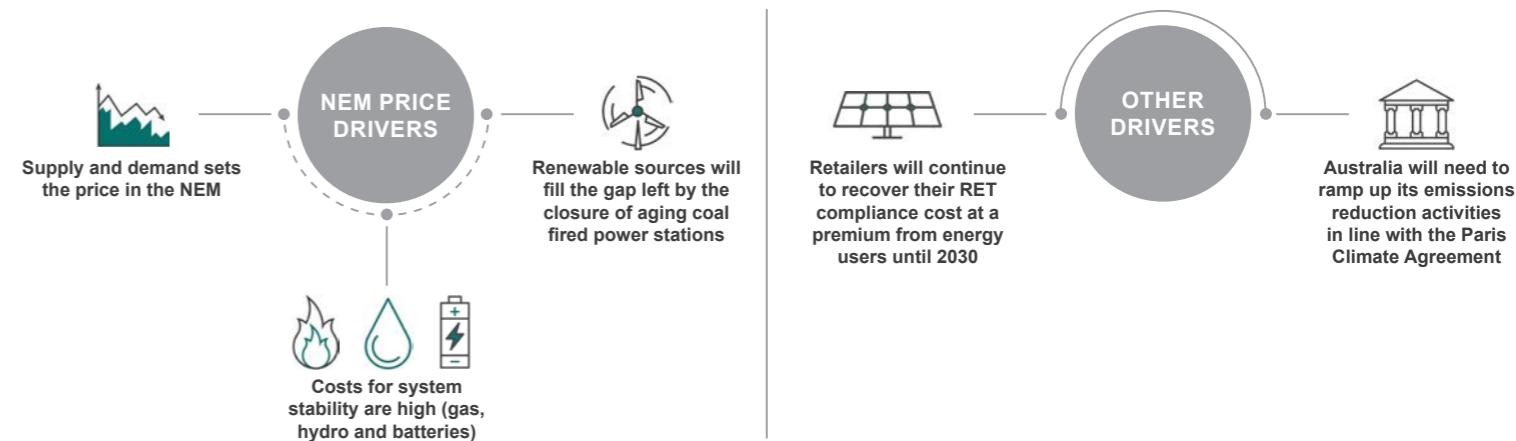 NEM PRICE
DRIVERS
Supply and demand sets
the price in the NEM
Renewable sources will
fill the gap left by the
closure of aging coal
fired power stations
Costs for system
stability are high (gas,
hydro and batteries)
OTHER
DRIVERS
Retailers will continue
to recover their RET
compliance cost at a
premium from energy
users until 2030
Australia will need to
ramp up its emissions
reduction activities
in line with the Paris
Climate Agreement